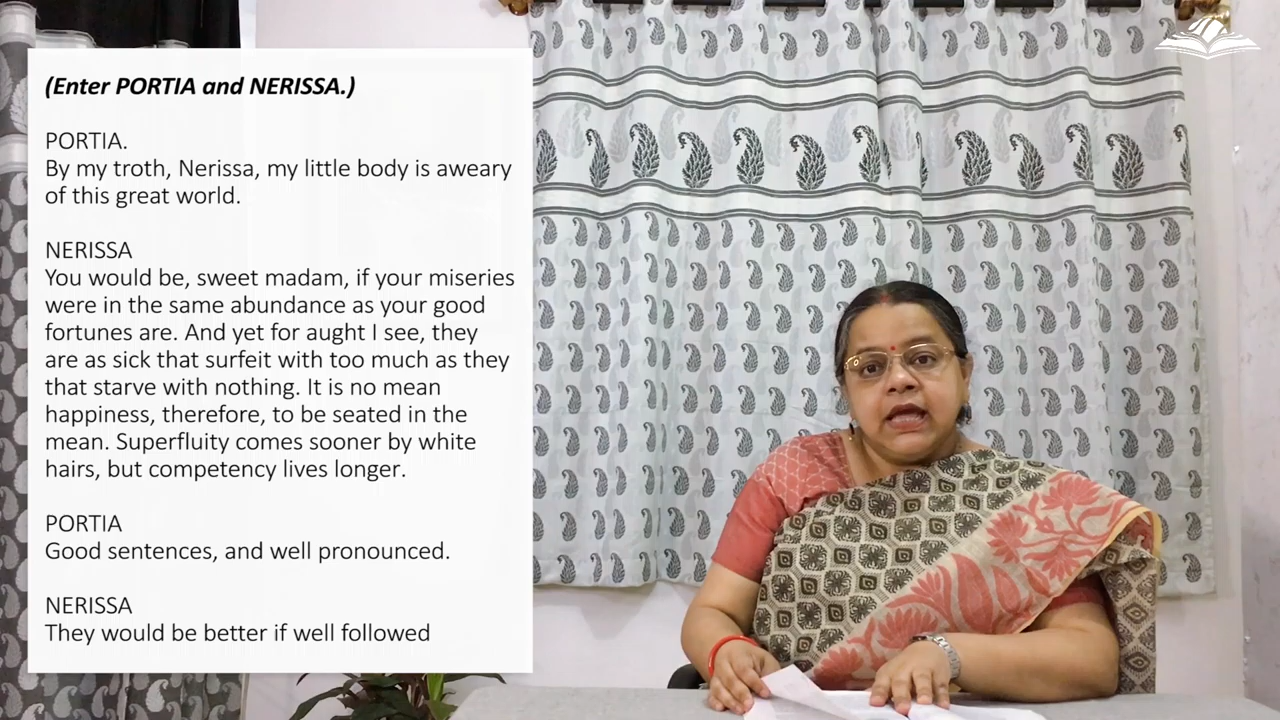 (Enter PORTIA and NERISSA.)
PORTIA.
By my troth, Nerissa, my little body is aweary
of this great world.
NERISSA
You would be, sweet madam, if your miseries
were in the same abundance as your good
fortunes are. And yet for aught I see, they
are as sick that surfeit with too much as they
that starve with nothing. It is no mean
happiness, therefore, to be seated in the
mean. Superfluity comes sooner by white
hairs, but competency lives longer.
PORTIA
Good sentences, and well pronounced.
NERISSA
They would be better if well followed